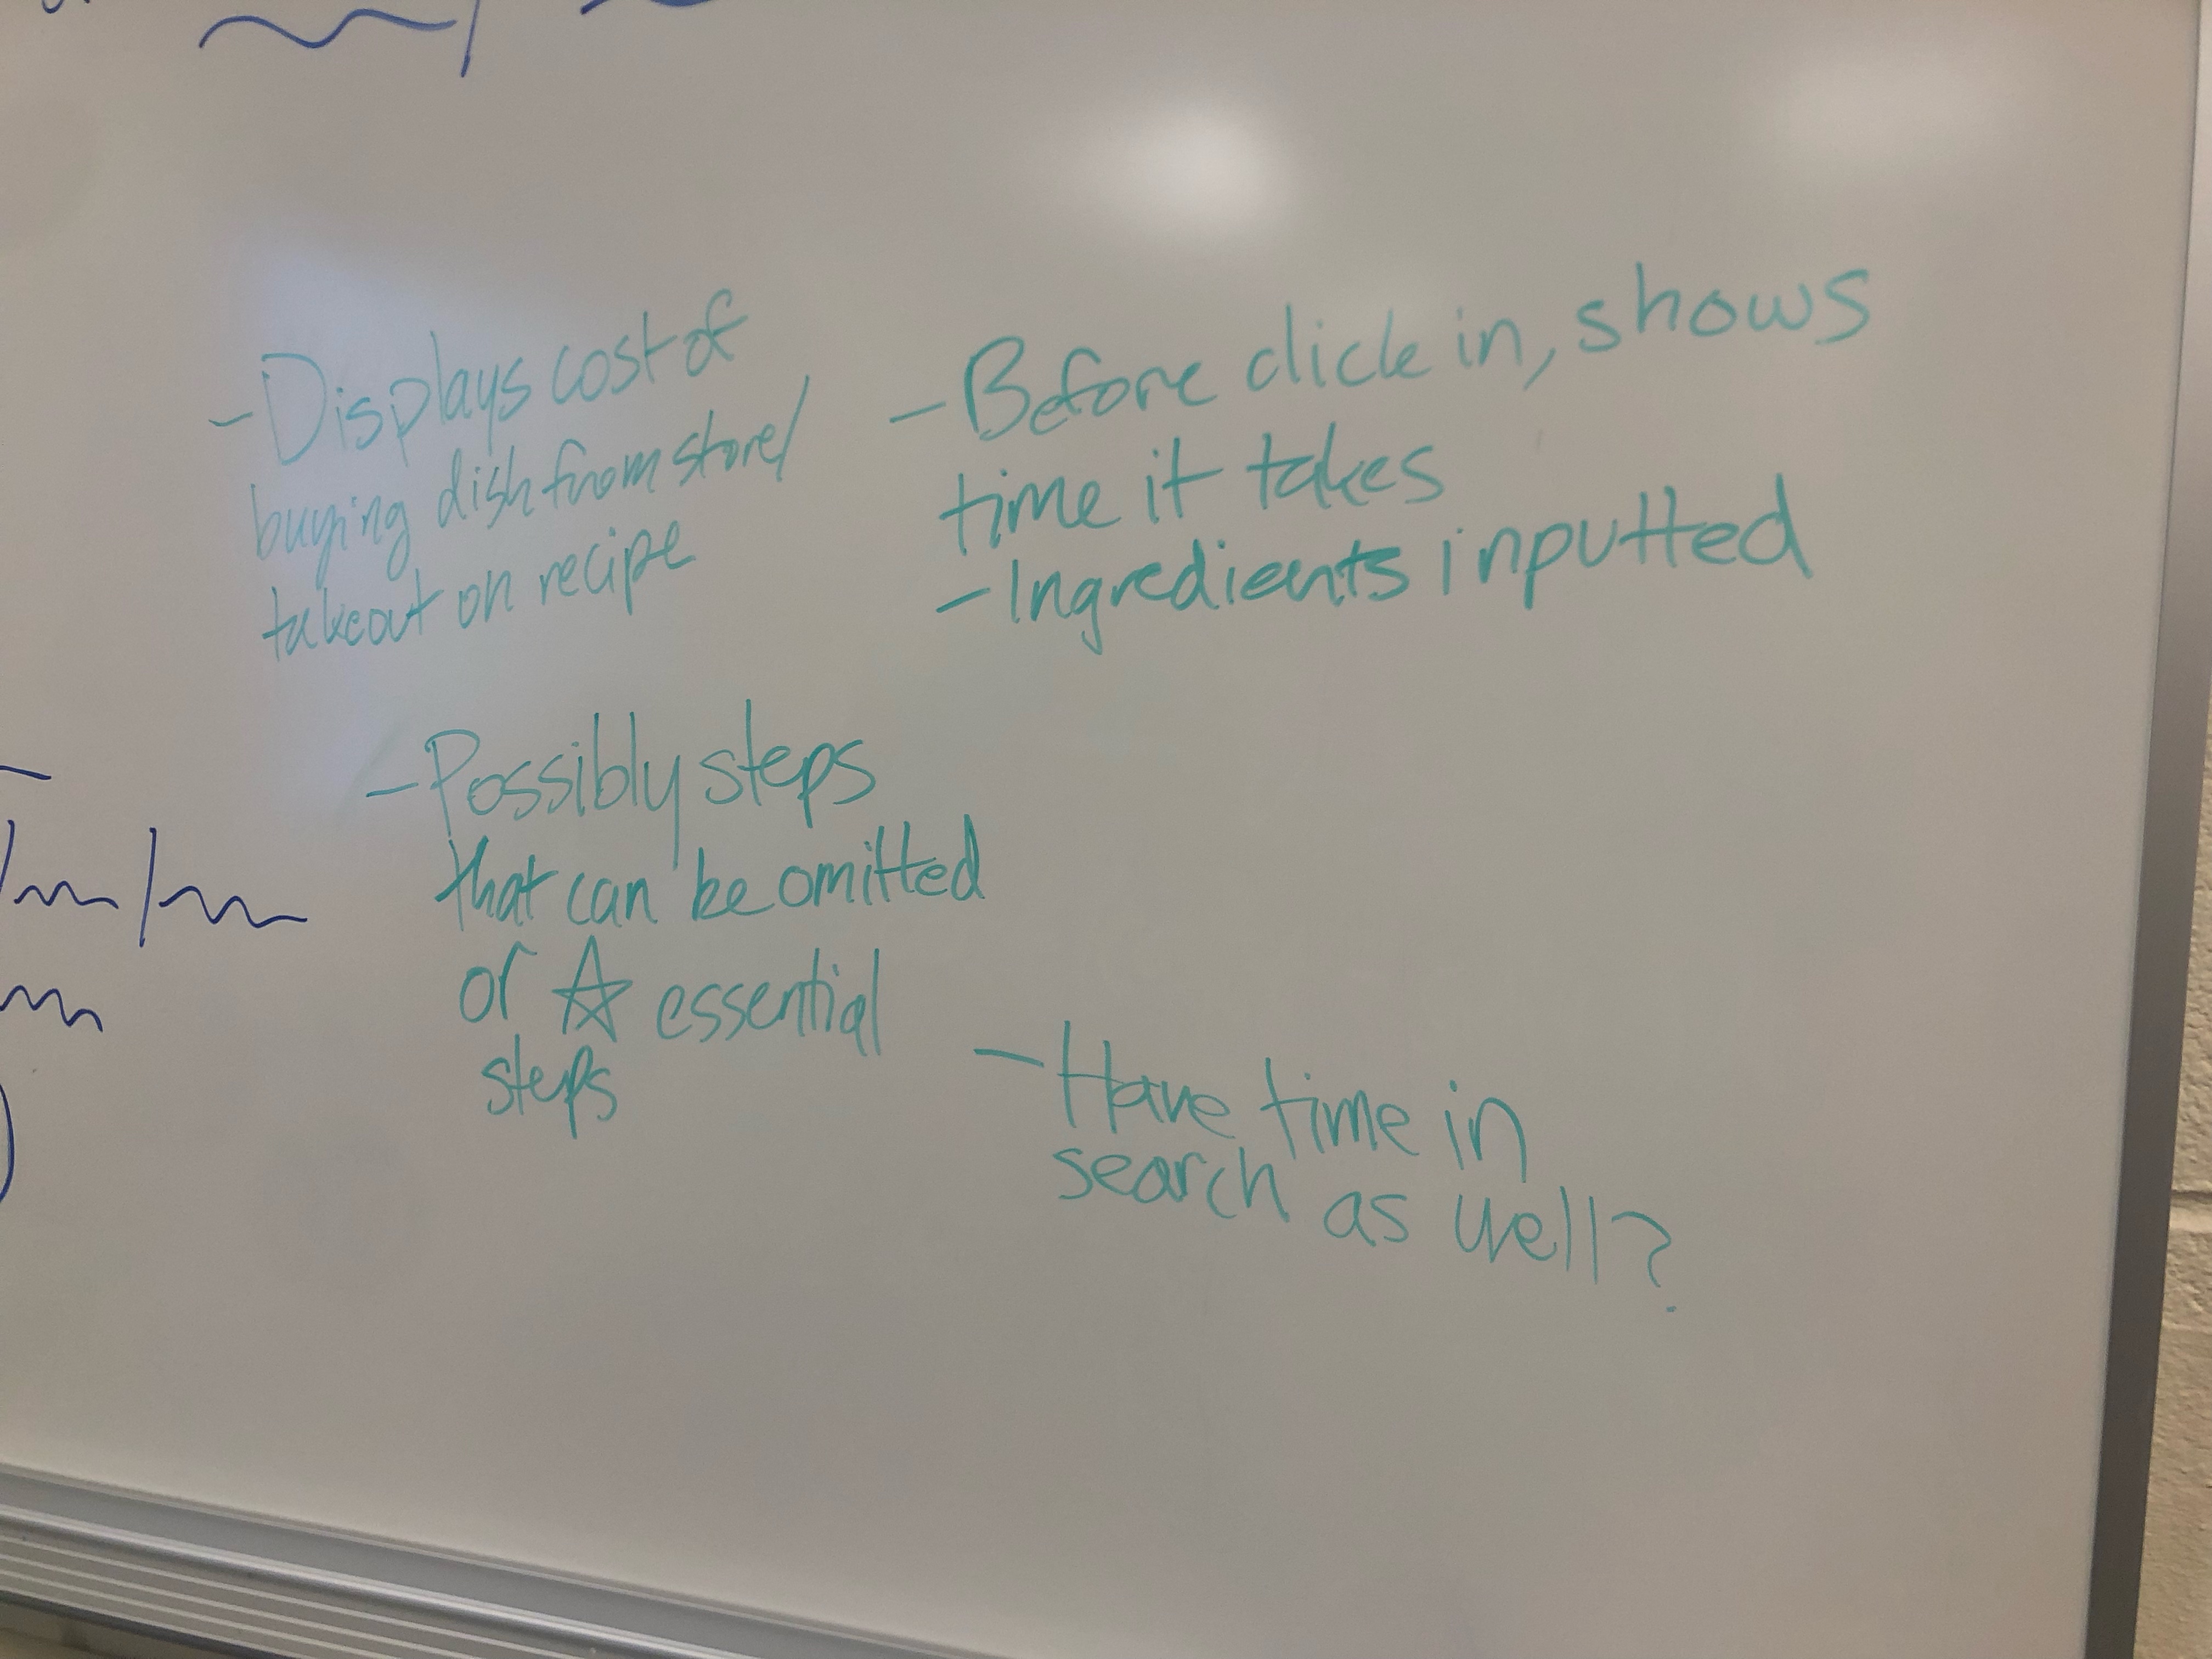 -Displays cost of
buying dish from store/
takeout on recipe
-Before click in, shows
time it takes
-Ingredients inputted
-Possibly steps
that can be omitted
or ☆ essential
steps
-Have time in
search as well?